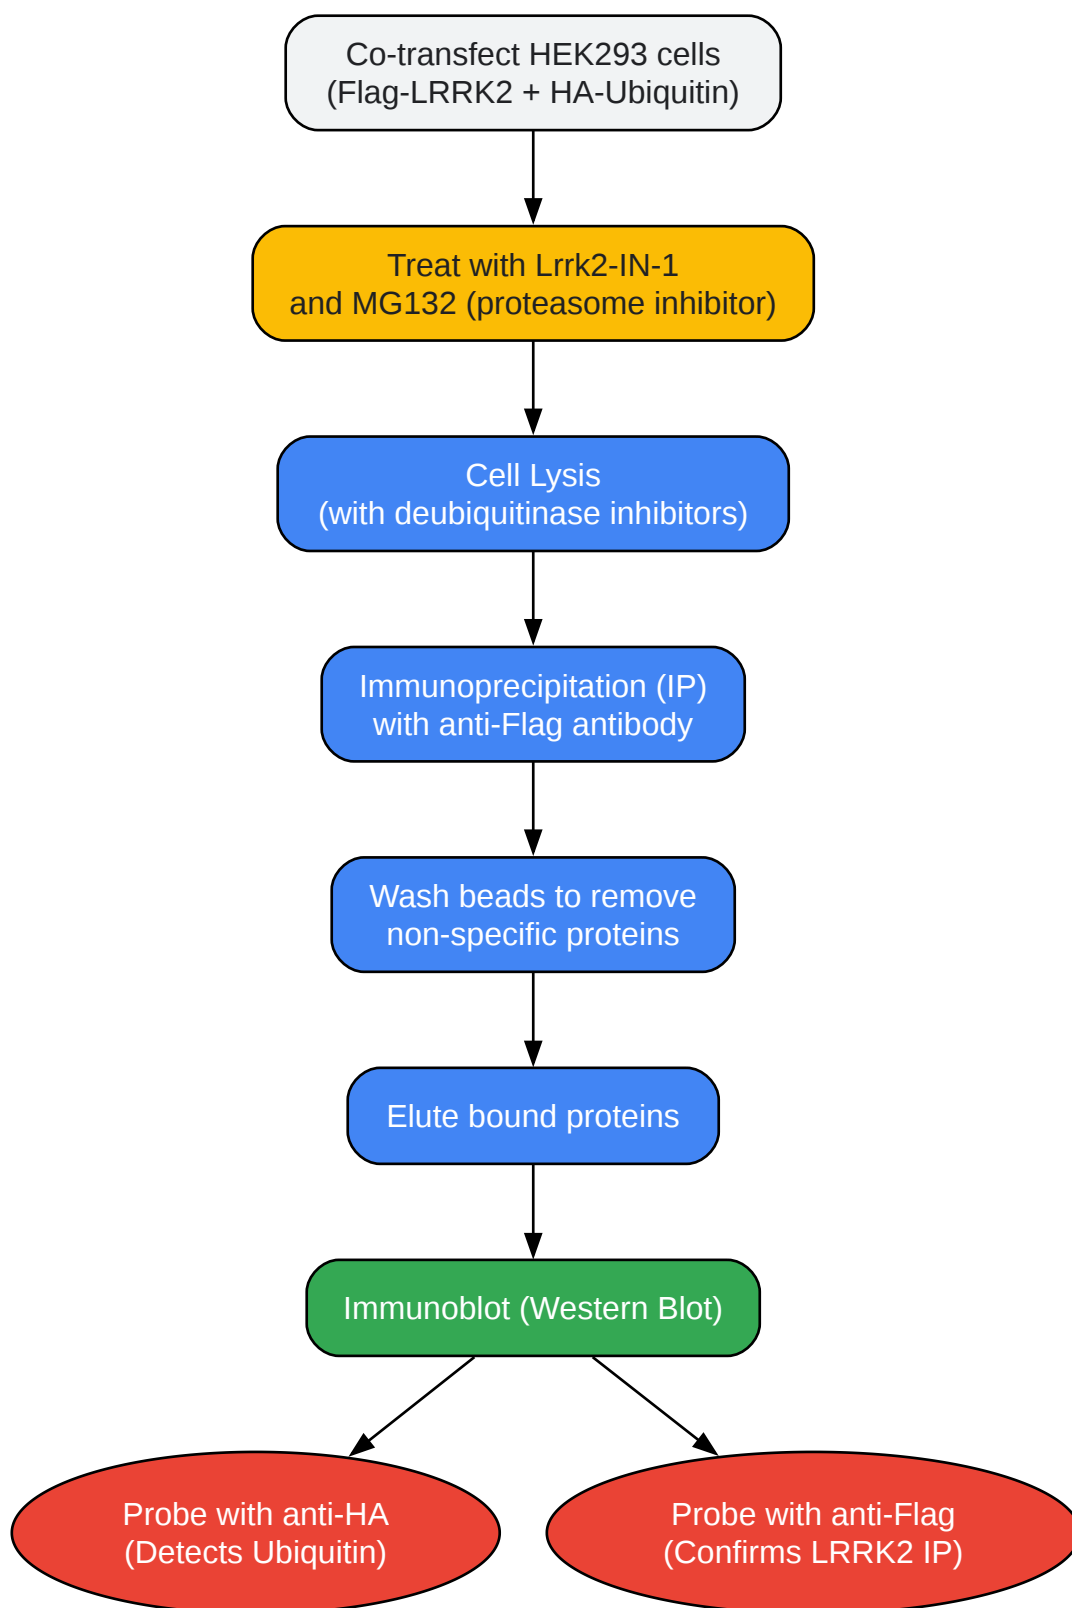 Co-transfect HEK293 cells
(Flag-LRRK2 + HA-Ubiquitin)
Treat with Lrrk2-IN-1
and MG132 (proteasome inhibitor)
Cell Lysis
(with deubiquitinase inhibitors)
Immunoprecipitation (IP)
with anti-Flag antibody
Wash beads to remove
non-specific proteins
Elute bound proteins
Immunoblot (Western Blot)
Probe with anti-HA
(Detects Ubiquitin)
Probe with anti-Flag
(Confirms LRRK2 IP)